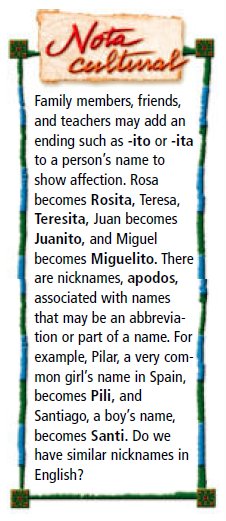 Nota
cultural
Family members, friends,
and teachers may add an
ending such as -ito or -ita
to a person's name to
show affection. Rosa
becomes Rosita, Teresa,
Teresita, Juan becomes
Juanito, and Miguel
becomes Miguelito. There
are nicknames, apodos,
associated with names
that may be an abbrevia-
tion or part of a name. For
example, Pilar, a very com-
mon girl's name in Spain,
becomes Pili, and
Santiago, a boy's name,
becomes Santi. Do we
have similar nicknames in
English?